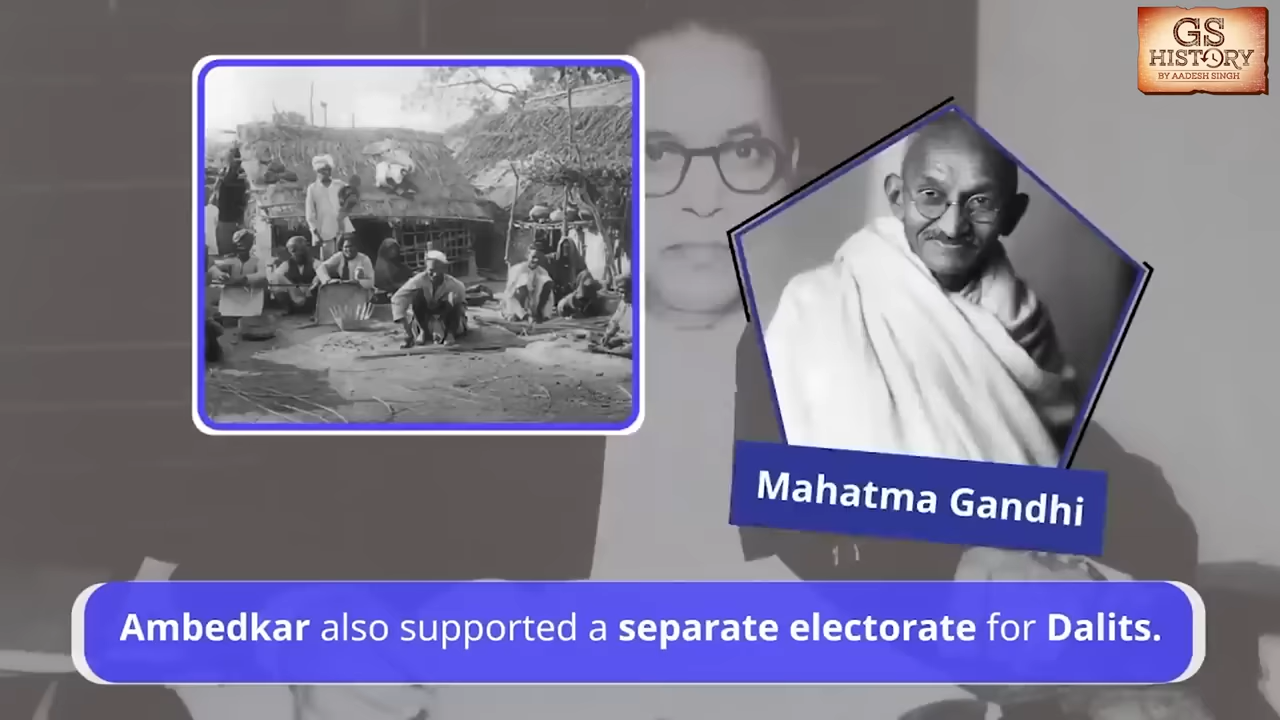 GS
HISTORY
BY AADESH SINGH
Mahatma Gandhi
Ambedkar also supported a separate electorate for Dalits.